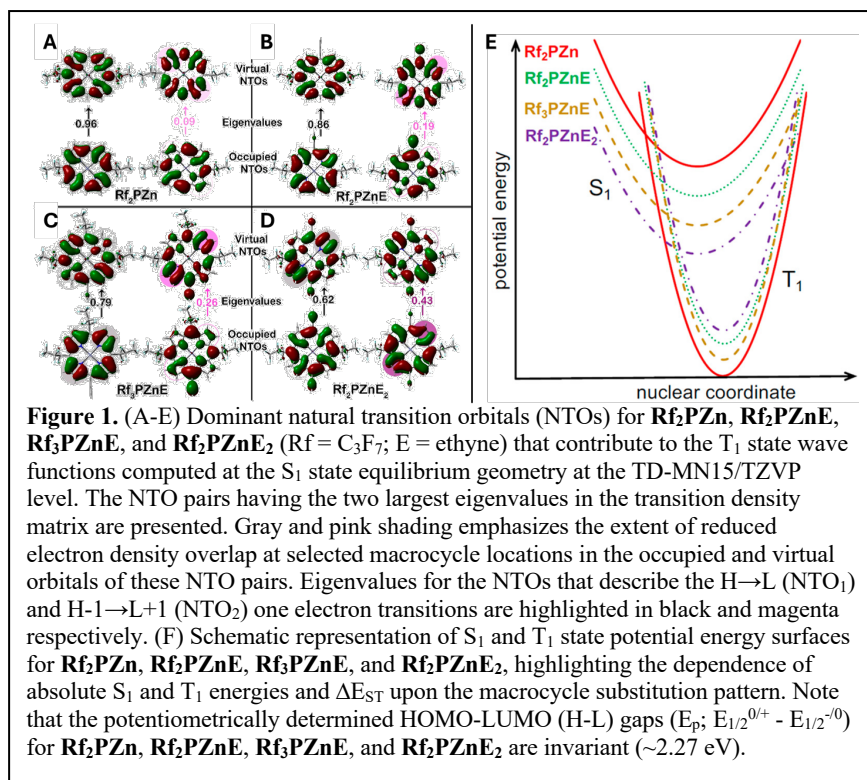 A
B
E
Virtual
NTOs
0.96
Eigenvalues
0.09
0.86
0.19
Occupied
NTOs
Rf₂PZn
Rf₂PZnE
C
D
Virtual
NTOs
0.79
Eigenvalues
0.26
0.62
0.43
Occupied
NTOs
Rf₃PZnE
Rf₂PZnE₂
Rf₂PZn
Rf₂PZnE
Rf₃PZnE
Rf₂PZnE₂
S₁
T₁
potential energy
nuclear coordinate
Figure 1. (A-E) Dominant natural transition orbitals (NTOs) for Rf₂PZn, Rf₂PZnE,
Rf₃PZnE, and Rf₂PZnE₂ (Rf = C₃F₇; E = ethyne) that contribute to the T₁ state wave
functions computed at the S₁ state equilibrium geometry at the TD-MN15/TZVP
level. The NTO pairs having the two largest eigenvalues in the transition density
matrix are presented. Gray and pink shading emphasizes the extent of reduced
electron density overlap at selected macrocycle locations in the occupied and virtual
orbitals of these NTO pairs. Eigenvalues for the NTOs that describe the H→L (NTO₁)
and H-1→L+1 (NTO₂) one electron transitions are highlighted in black and magenta
respectively. (F) Schematic representation of S₁ and T₁ state potential energy surfaces
for Rf₂PZn, Rf₂PZnE, Rf₃PZnE, and Rf₂PZnE₂, highlighting the dependence of
absolute S₁ and T₁ energies and ΔE_ST upon the macrocycle substitution pattern. Note
that the potentiometrically determined HOMO-LUMO (H-L) gaps (Eₚ; E₁/₂⁰/⁺ - E₁/₂⁻/⁰)
for Rf₂PZn, Rf₂PZnE, Rf₃PZnE, and Rf₂PZnE₂ are invariant (~2.27 eV).